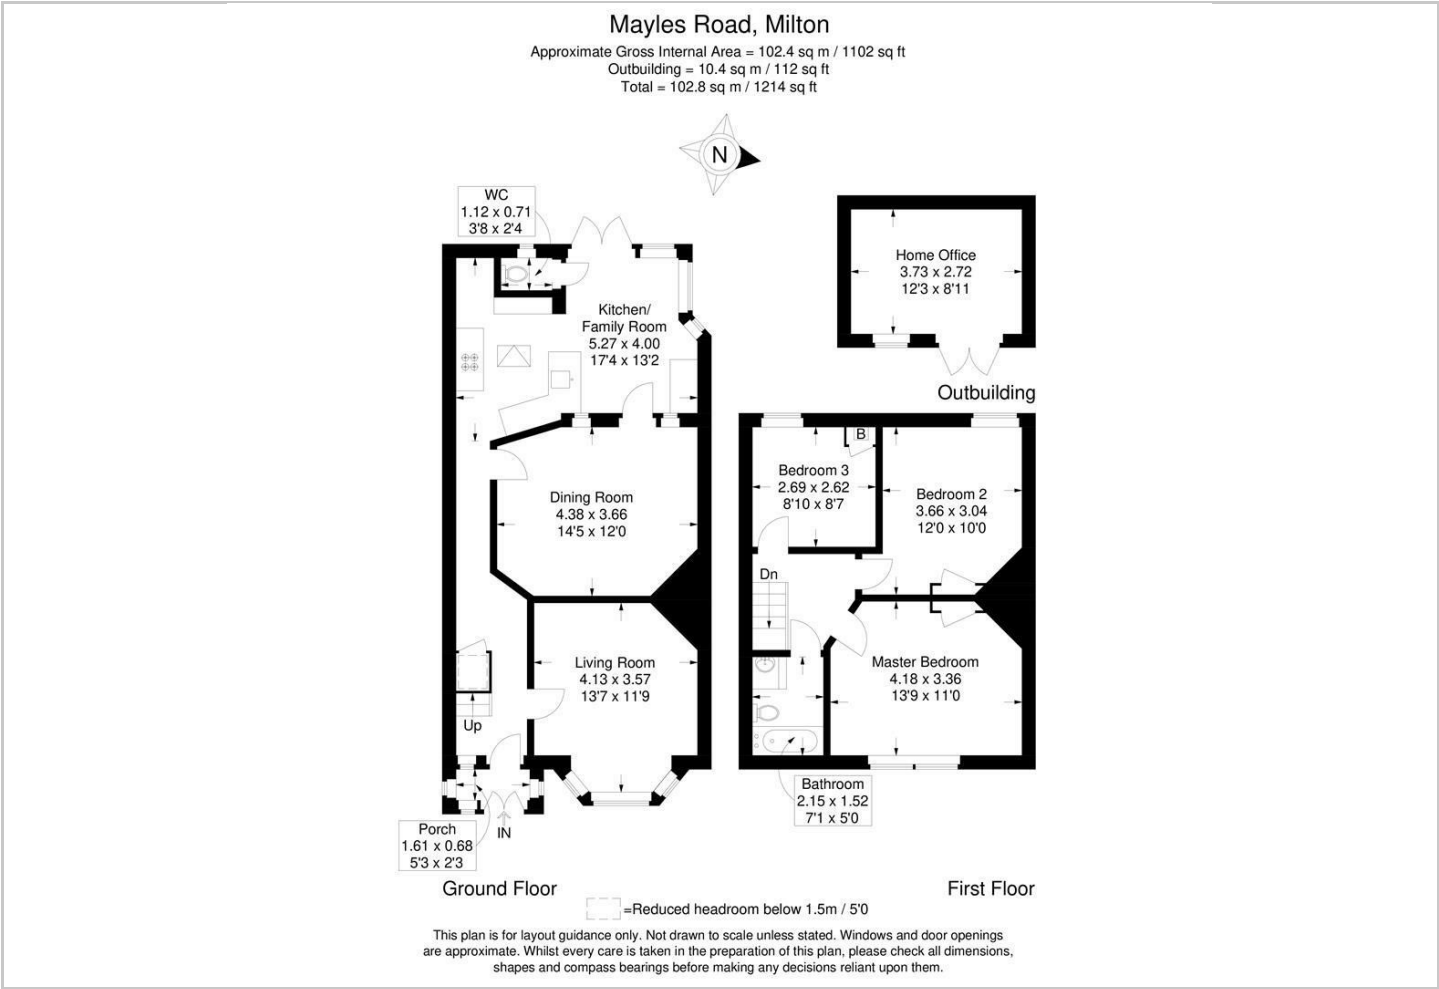 Mayles Road, Milton
Approximate Gross Internal Area = 102.4 sq m / 1102 sq ft
Outbuilding = 10.4 sq m / 112 sq ft
Total = 102.8 sq m / 1214 sq ft
N
WC
1.12 x 0.71
3'8 x 2'4
Kitchen/
Family Room
5.27 x 4.00
17'4 x 13'2
Dining Room
4.38 x 3.66
14'5 x 12'0
Living Room
4.13 x 3.57
13'7 x 11'9
Up
IN
Porch
1.61 x 0.68
5'3 x 2'3
Ground Floor
Home Office
3.73 x 2.72
12'3 x 8'11
Outbuilding
B
Bedroom 3
2.69 x 2.62
8'10 x 8'7
Bedroom 2
3.66 x 3.04
12'0 x 10'0
Dn
Master Bedroom
4.18 x 3.36
13'9 x 11'0
Bathroom
2.15 x 1.52
7'1 x 5'0
First Floor
=Reduced headroom below 1.5m / 5'0
This plan is for layout guidance only. Not drawn to scale unless stated. Windows and door openings
are approximate. Whilst every care is taken in the preparation of this plan, please check all dimensions,
shapes and compass bearings before making any decisions reliant upon them.